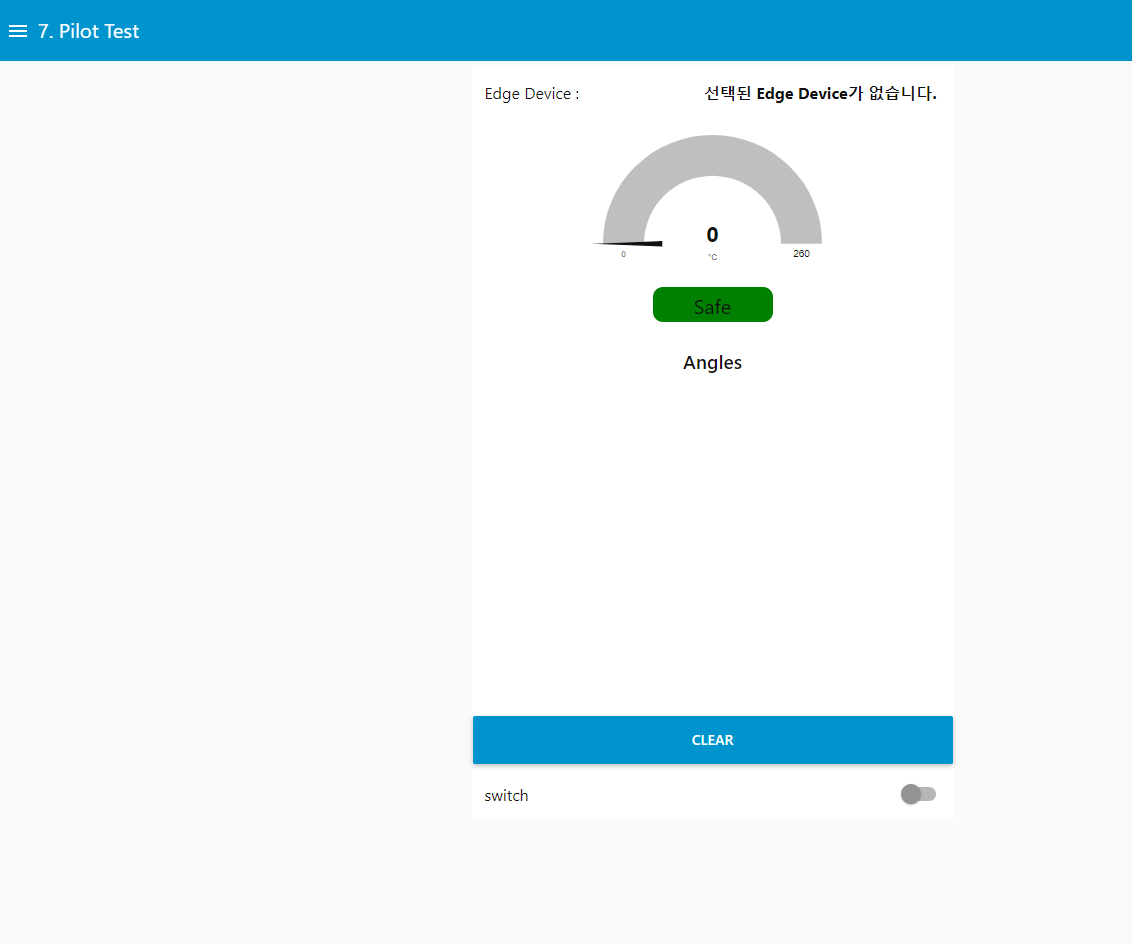 7. Pilot Test
Edge Device : 선택된 Edge Device가 없습니다.
0
°C
0
260
Safe
Angles
CLEAR
switch